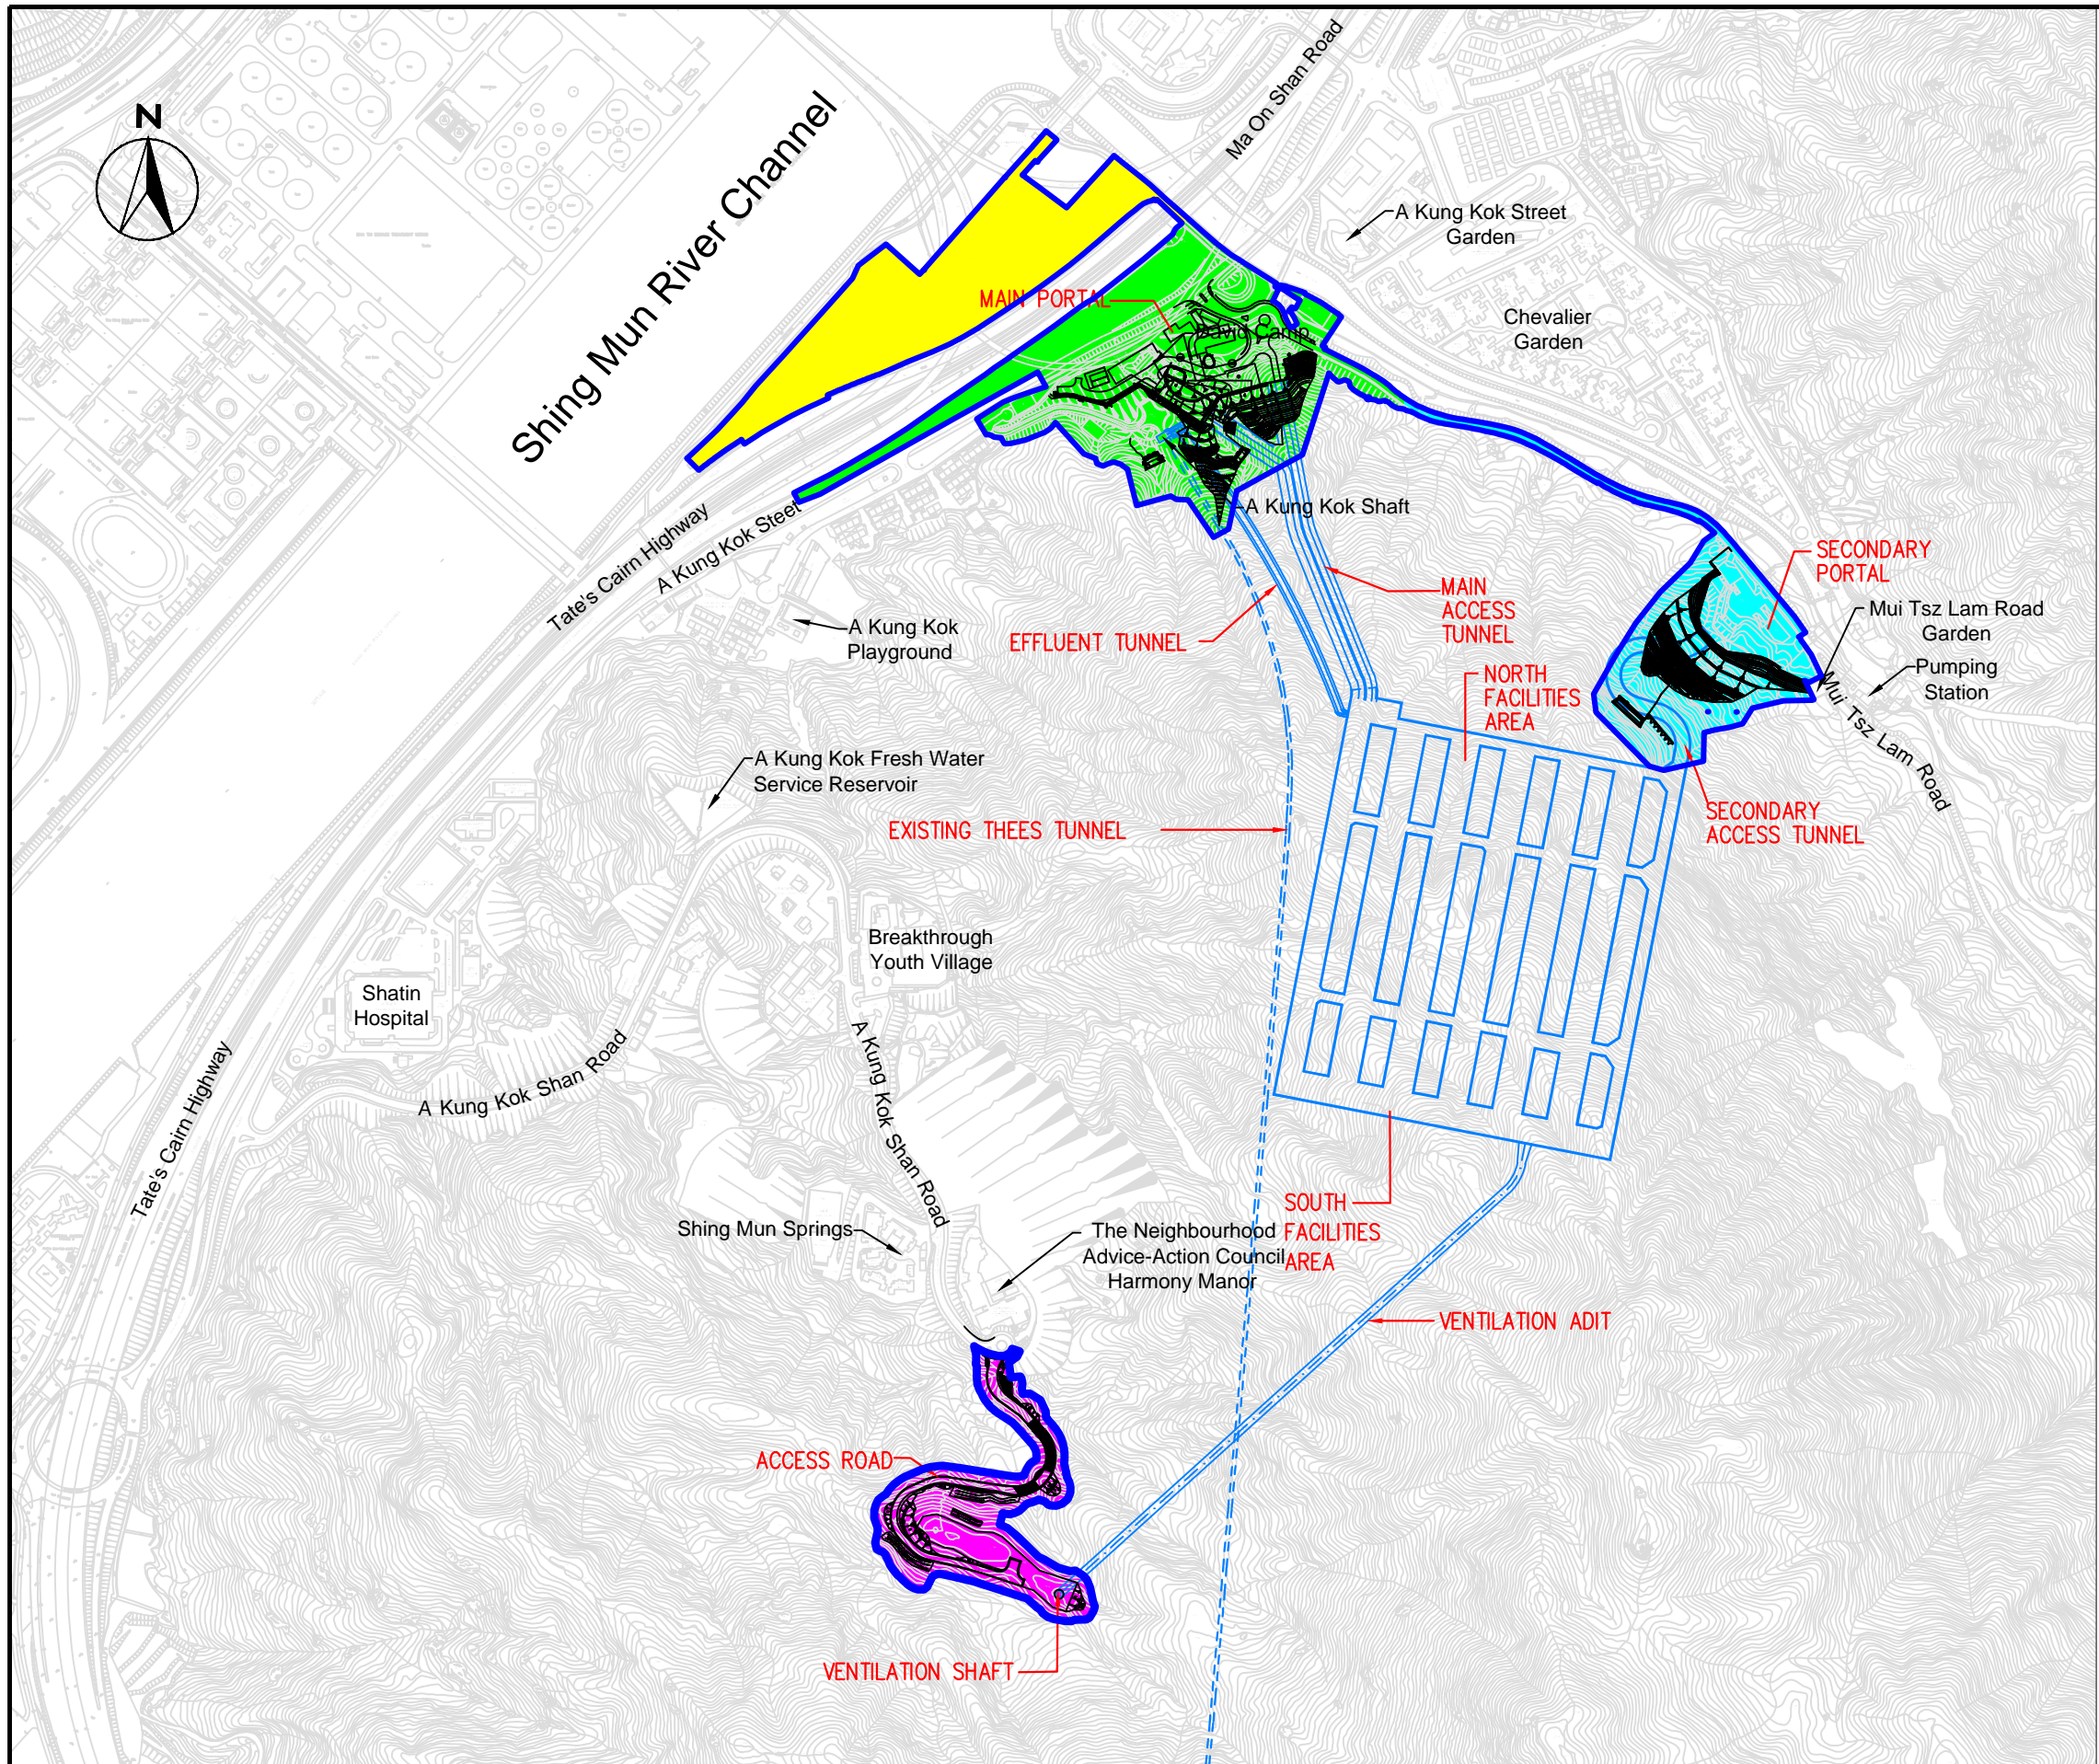 N
Shing Mun River Channel
Ma On Shan Road
A Kung Kok Street
Garden
MAIN PORTAL
David Camp
Chevalier
Garden
A Kung Kok Shaft
Tate's Cairn Highway
A Kung Kok Steet
SECONDARY
PORTAL
MAIN
ACCESS
TUNNEL
Mui Tsz Lam Road
Garden
A Kung Kok
Playground
EFFLUENT TUNNEL
Pumping
Station
NORTH
FACILITIES
AREA
Mui Tsz Lam Road
A Kung Kok Fresh Water
Service Reservoir
SECONDARY
ACCESS TUNNEL
EXISTING THEES TUNNEL
Breakthrough
Youth Village
Shatin
Hospital
A Kung Kok Shan Road
A Kung Kok Shan Road
Tate's Cairn Highway
SOUTH
FACILITIES
AREA
Shing Mun Springs
The Neighbourhood
Advice-Action Council
Harmony Manor
VENTILATION ADIT
ACCESS ROAD
VENTILATION SHAFT